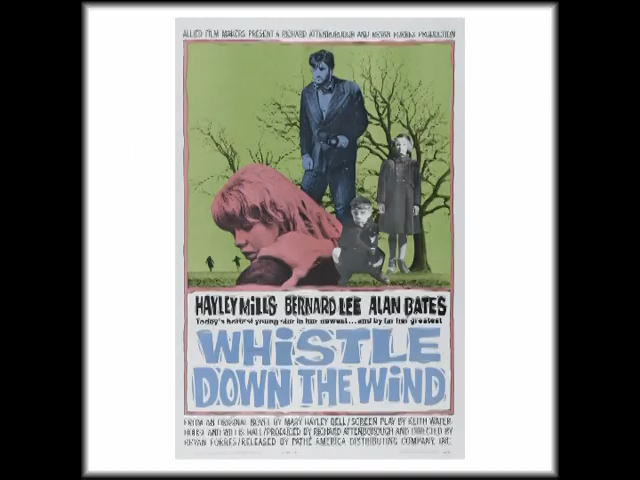 ALLIED FILM MAKERS PRESENT A RICHARD ATTENBOROUGH AND BRYAN FORBES PRODUCTION
HAYLEY MILLS BERNARD LEE ALAN BATES
Today's hottest young star in her newest...and by far her greatest
WHiSTLE
DOWN THE WiND
FROM AN ORIGINAL NOVEL BY MARY HAYLEY BELL/SCREEN PLAY BY KEITH WATER-
HOUSE AND WILLIS HALL/PRODUCED BY RICHARD ATTENBOROUGH AND DIRECTED BY
BRYAN FORBES/RELEASED BY PATHÉ AMERICA DISTRIBUTING COMPANY, INC.